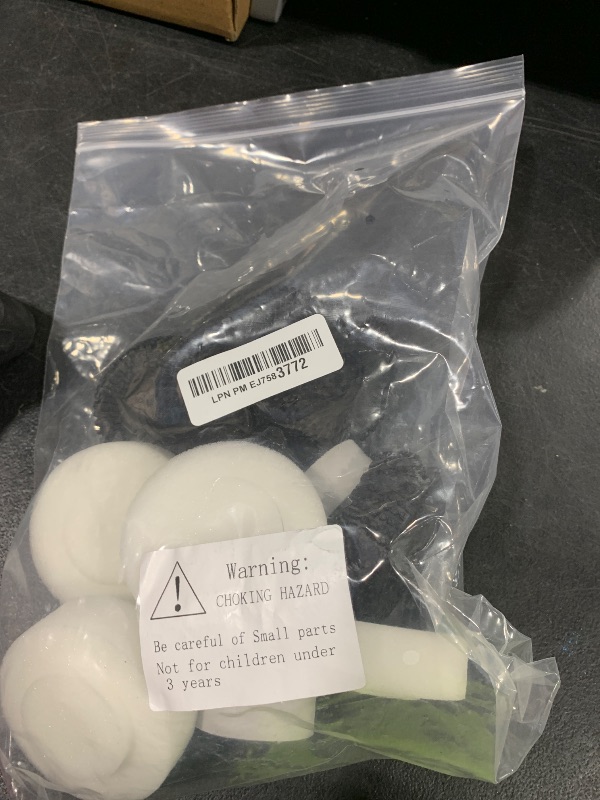 LPN PM EJ7583772
Warning:
CHOKING HAZARD
Be careful of Small parts
Not for children under
3 years